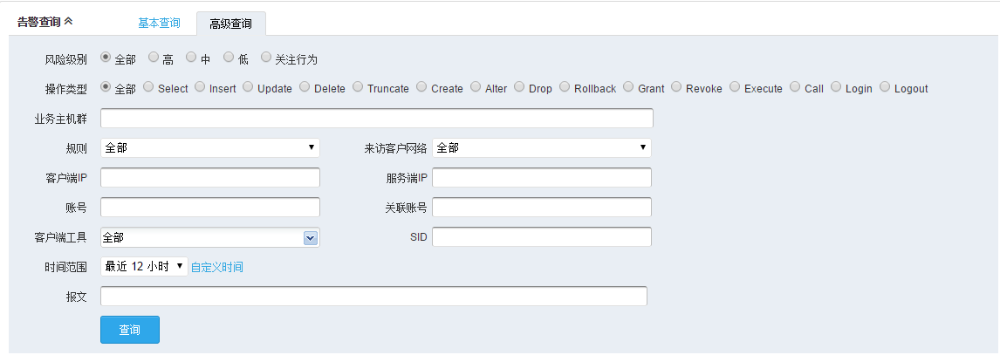 告警查询 基本查询 高级查询
风险级别 全部 高 中 低 关注行为
操作类型 全部 Select Insert Update Delete Truncate Create Alter Drop Rollback Grant Revoke Execute Call Login Logout
业务主机群
规则 全部 来访客户网络 全部
客户端IP 服务端IP
账号 关联账号
客户端工具 全部 SID
时间范围 最近 12 小时 自定义时间
报文
查询